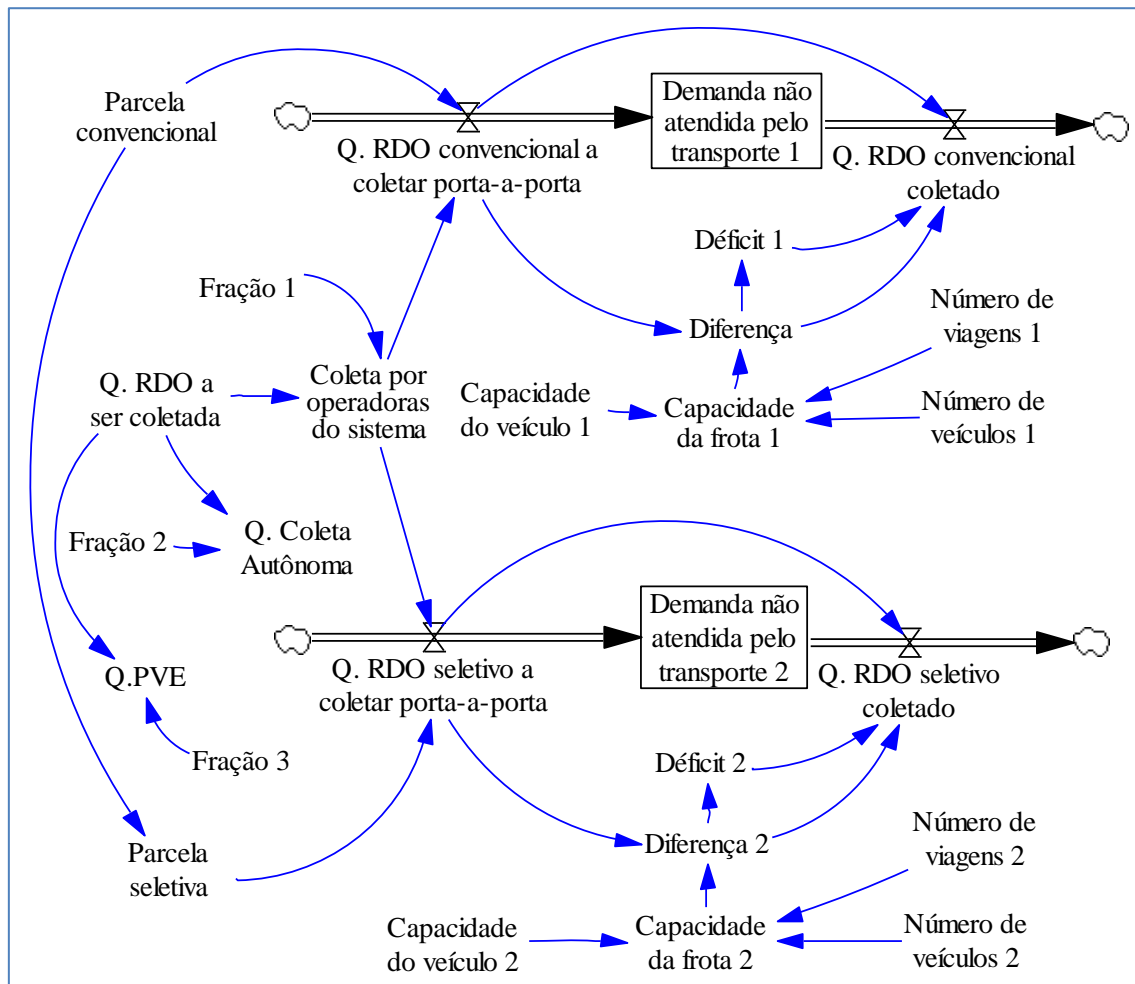 Parcela
convencional
Demanda não
atendida pelo
transporte 1
Q. RDO convencional a
coletar porta-a-porta
Q. RDO convencional
coletado
Déficit 1
Fração 1
Número de
viagens 1
Diferença
Q. RDO a
ser coletada
Coleta por
operadoras
do sistema
Capacidade
do veículo 1
Capacidade
da frota 1
Número de
veículos 1
Fração 2
Q. Coleta
Autônoma
Demanda não
atendida pelo
transporte 2
Q.PVE
Q. RDO seletivo a
coletar porta-a-porta
Q. RDO seletivo
coletado
Fração 3
Déficit 2
Parcela
seletiva
Diferença 2
Número de
viagens 2
Capacidade
do veículo 2
Capacidade
da frota 2
Número de
veículos 2